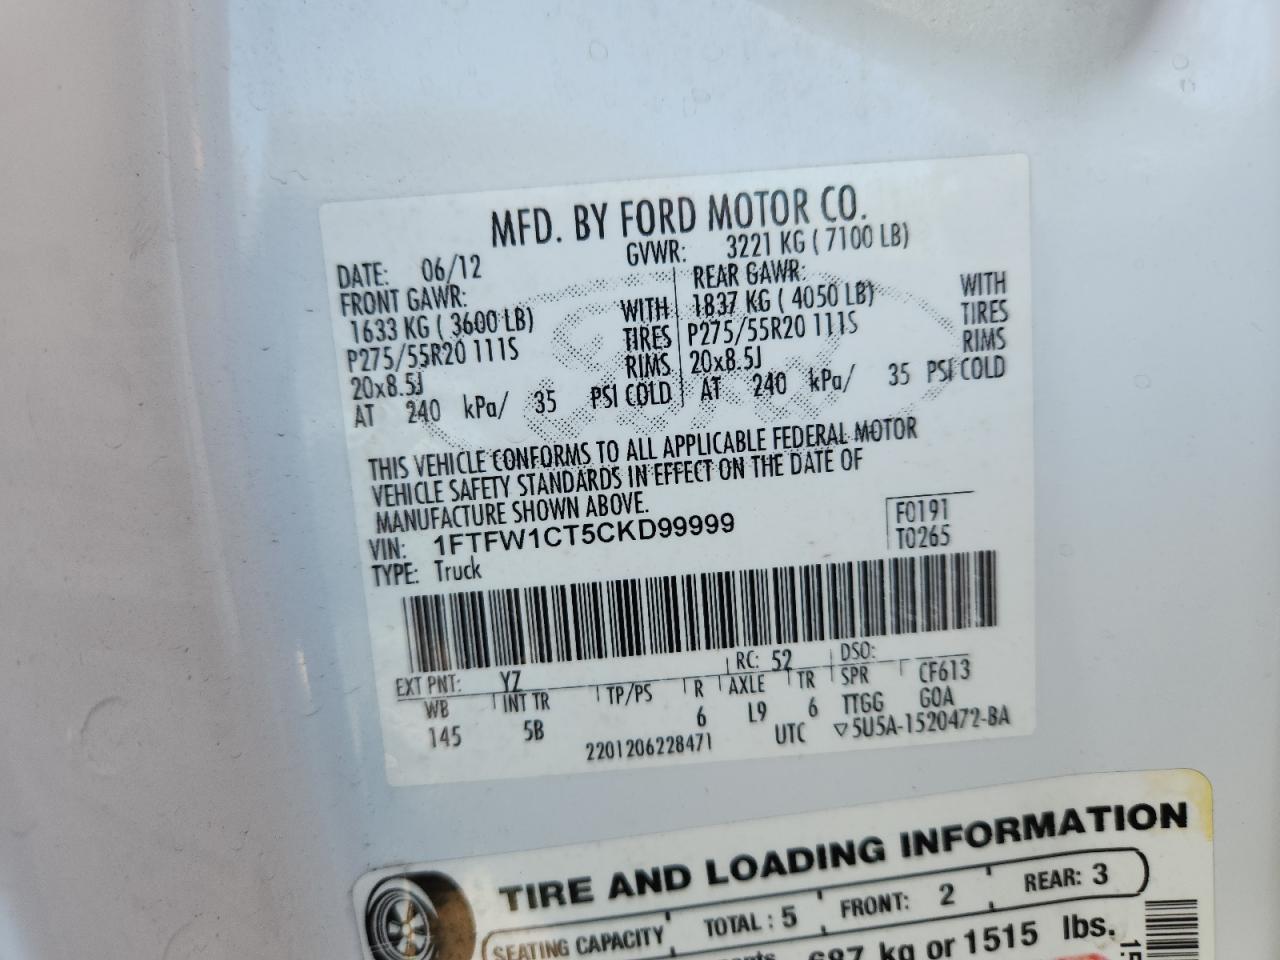 MFD. BY FORD MOTOR CO.
DATE: 06/12 GVWR: 3221 KG ( 7100 LB)
FRONT GAWR: REAR GAWR:
1633 KG ( 3600 LB) WITH 1837 KG ( 4050 LB) WITH
P275/55R20 111S TIRES P275/55R20 111S TIRES
20x8.5J RIMS 20x8.5J RIMS
AT 240 kPa/ 35 PSI COLD AT 240 kPa/ 35 PSI COLD
THIS VEHICLE CONFORMS TO ALL APPLICABLE FEDERAL MOTOR
VEHICLE SAFETY STANDARDS IN EFFECT ON THE DATE OF
MANUFACTURE SHOWN ABOVE.
VIN: 1FTFW1CT5CKD99999 F0191
TYPE: Truck T0265
EXT PNT: YZ RC: 52 DSO:
WB INT TR TP/PS R AXLE TR SPR CF613
145 5B 6 L9 6 TTGG GOA
2201206228471 UTC ▽5U5A-1520472-BA
TIRE AND LOADING INFORMATION
SEATING CAPACITY TOTAL : 5 FRONT: 2 REAR: 3
687 kg or 1515 lbs.